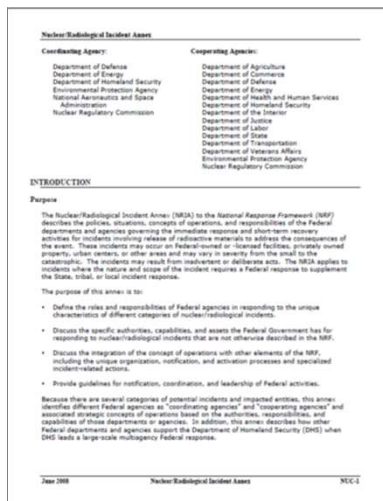 Nuclear/Radiological Incident Annex
Coordinating Agency:
Cooperating Agencies:
Department of Defense
Department of Energy
Department of Homeland Security
Environmental Protection Agency
National Aeronautics and Space
Administration
Nuclear Regulatory Commission
Department of Agriculture
Department of Commerce
Department of Defense
Department of Energy
Department of Health and Human Services
Department of Homeland Security
Department of the Interior
Department of Justice
Department of Labor
Department of State
Department of Transportation
Department of Veterans Affairs
Environmental Protection Agency
Nuclear Regulatory Commission
INTRODUCTION
Purpose
The Nuclear/Radiological Incident Annex (NRIA) to the National Response Framework (NRF)
describes the policies, situations, concepts of operations, and responsibilities of the Federal
departments and agencies governing the immediate response and short-term recovery
activities for incidents involving release of radioactive materials to address the consequences of
the event. These incidents may occur on Federal-owned or -licensed facilities, privately owned
property, urban centers, or other areas and may vary in severity from the small to the
catastrophic. The incidents may result from inadvertent or deliberate acts. The NRIA applies to
incidents where the nature and scope of the incident requires a Federal response to supplement
the State, tribal, or local incident response.
The purpose of this annex is to:
• Define the roles and responsibilities of Federal agencies in responding to the unique
characteristics of different categories of nuclear/radiological incidents.
• Discuss the specific authorities, capabilities, and assets the Federal Government has for
responding to nuclear/radiological incidents that are not otherwise described in the NRF.
• Discuss the integration of the concept of operations with other elements of the NRF,
including the unique organization, notification, and activation processes and specialized
incident-related actions.
• Provide guidelines for notification, coordination, and leadership of Federal activities.
Because there are several categories of potential incidents and impacted entities, this annex
identifies different Federal agencies as "coordinating agencies" and "cooperating agencies" and
associated strategic concepts of operations based on the authorities, responsibilities, and
capabilities of those departments or agencies. In addition, this annex describes how other
Federal departments and agencies support the Department of Homeland Security (DHS) when
DHS leads a large-scale multiagency Federal response.
June 2008
Nuclear/Radiological Incident Annex
NUC-1